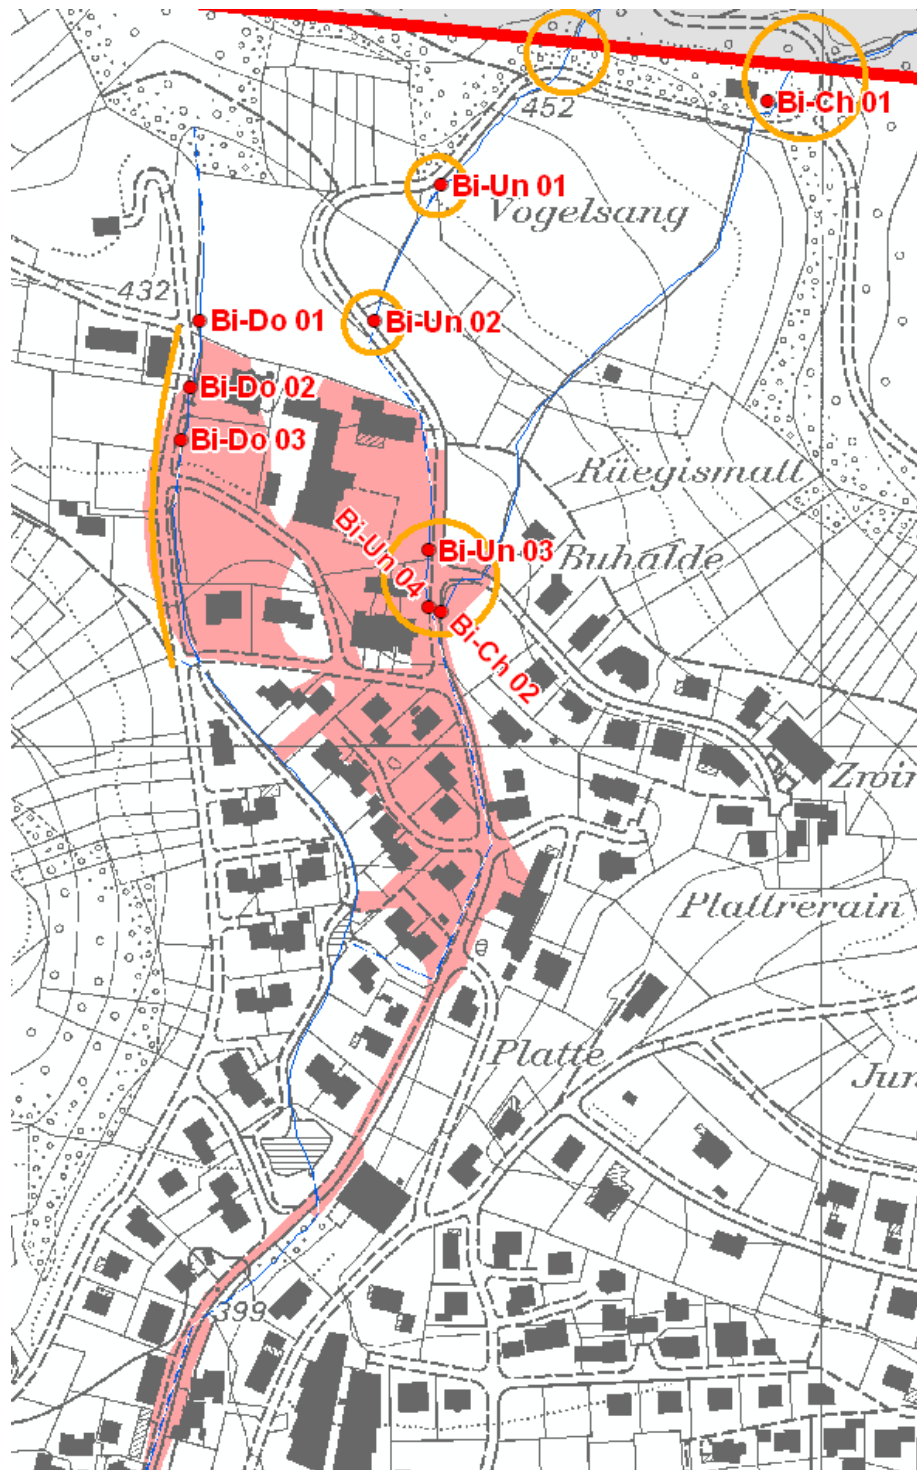 Bi-Ch 01
452
Bi-Un 01
Vogelsang
432
Bi-Do 01
Bi-Un 02
Bi-Do 02
Bi-Do 03
Rüegismatt
Bi-Un 04
Bi-Un 03
Buhalde
Bi-Ch 02
Zroin
Plattrerain
e
Platte
Jun
399